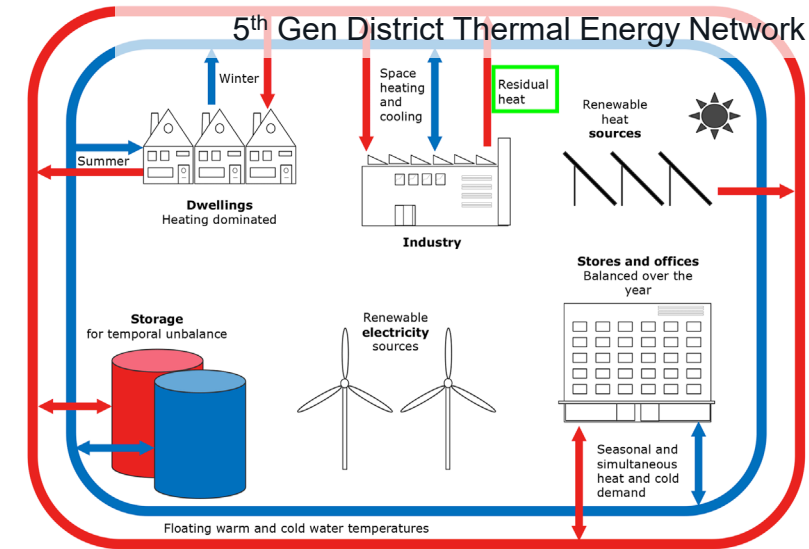 5th Gen District Thermal Energy Network
Winter
Space
heating
and
cooling
Residual
heat
Renewable
heat
sources
Summer
Dwellings
Heating dominated
Industry
Stores and offices
Balanced over the
year
Storage
for temporal unbalance
Renewable
electricity
sources
Seasonal and
simultaneous
heat and cold
demand
Floating warm and cold water temperatures